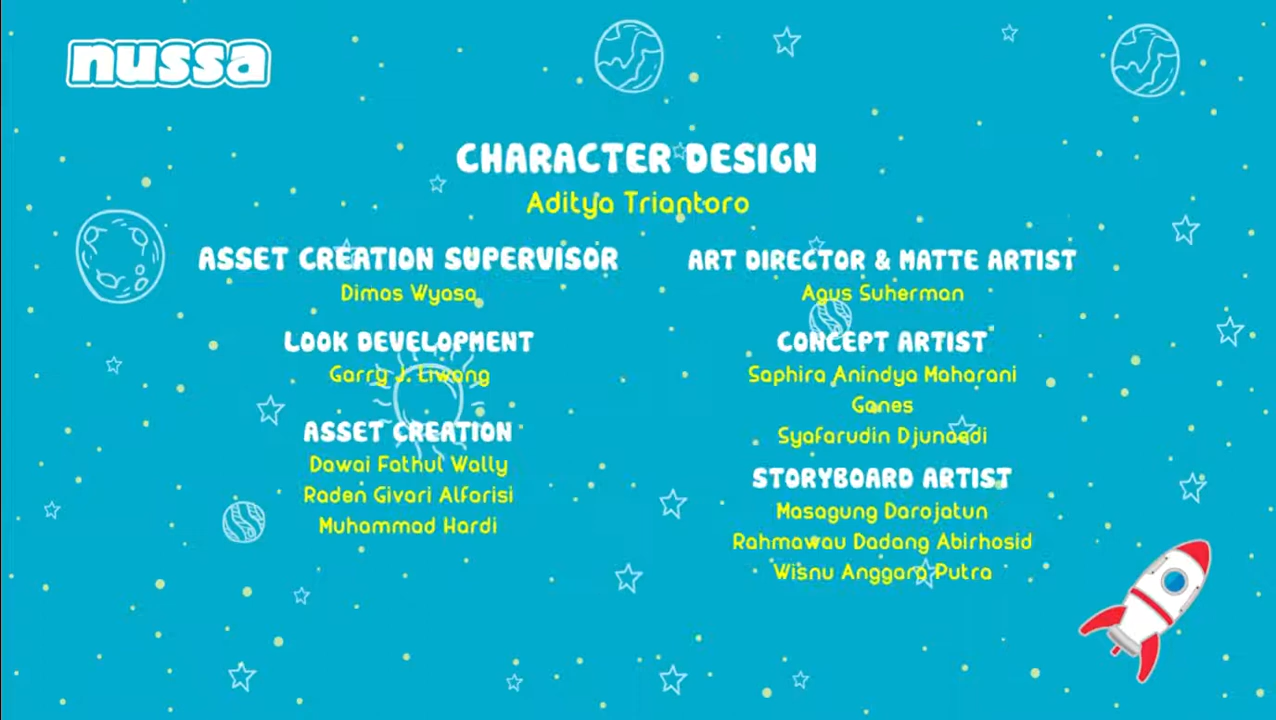 nussa
CHARACTER DESIGN
Aditya Triantoro
ASSET CREATION SUPERVISOR
Dimas Wyasa
LOOK DEVELOPMENT
Garry J. Liwang
ASSET CREATION
Dawai Fathul Wally
Raden Givari Alfarisi
Muhammad Hardi
ART DIRECTOR & MATTE ARTIST
Agus Suherman
CONCEPT ARTIST
Saphira Anindya Maharani
Ganes
Syafarudin Djunaedi
STORYBOARD ARTIST
Masagung Darojatun
Rahmawau Dadang Abirhosid
Wisnu Anggara Putra